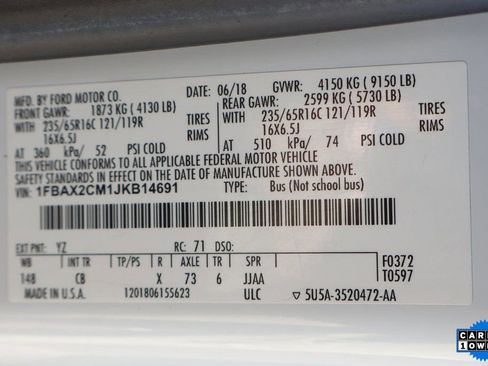 MFD. BY FORD MOTOR CO. DATE: 06/18 GVWR: 4150 KG ( 9150 LB)
FRONT GAWR: 1873 KG ( 4130 LB) REAR GAWR: 2599 KG ( 5730 LB)
WITH 235/65R16C 121/119R TIRES WITH 235/65R16C 121/119R TIRES
16X6.5J RIMS 16X6.5J RIMS
AT 360 kPa/ 52 PSI COLD AT 510 kPa/ 74 PSI COLD
THIS VEHICLE CONFORMS TO ALL APPLICABLE FEDERAL MOTOR VEHICLE
SAFETY STANDARDS IN EFFECT ON THE DATE OF MANUFACTURE SHOWN ABOVE.
VIN: 1FBAX2CM1JKB14691 TYPE: Bus (Not school bus)
EXT PNT: YZ RC: 71 DSO:
WB INT TR TP/PS R AXLE TR SPR F0372
148 CB X 73 6 JJAA T0597
MADE IN U.S.A. 1201806155623 ULC ▽ 5U5A-3520472-AA
1 OWN